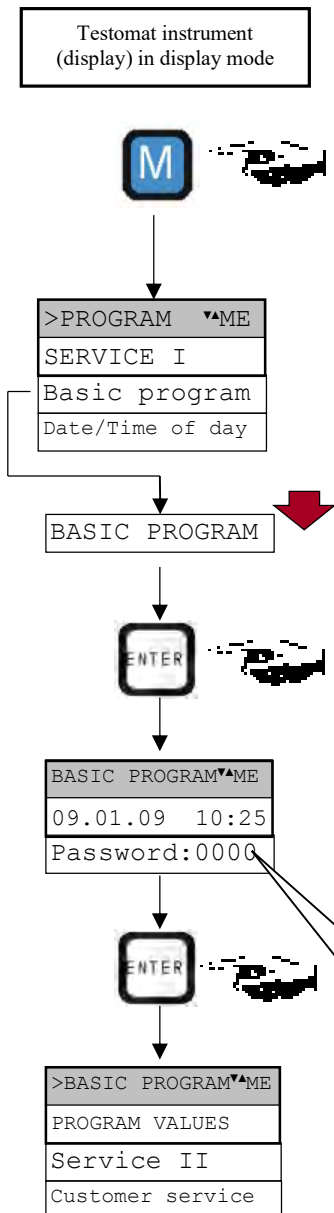 Testomat instrument
(display) in display mode
M
>PROGRAM ▼▲ME
SERVICE I
Basic program
Date/Time of day
BASIC PROGRAM
ENTER
BASIC PROGRAM▼▲ME
09.01.09 10:25
Password:0000
ENTER
>BASIC PROGRAM▼▲ME
PROGRAM VALUES
Service II
Customer service